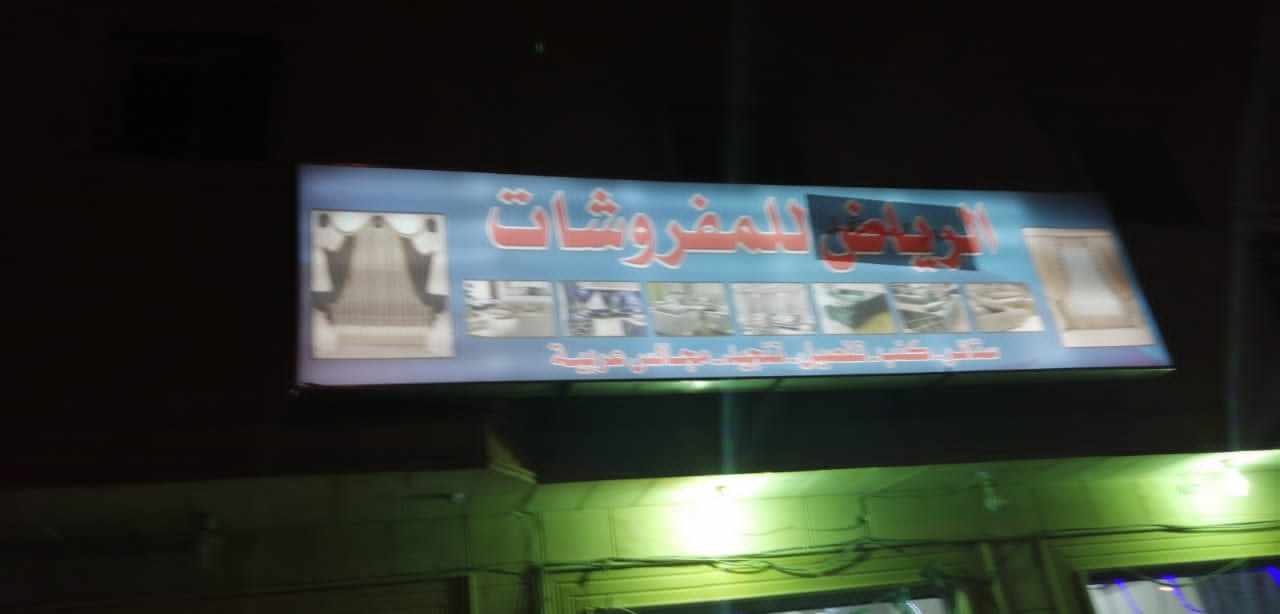 الرياض للمفروشات
ستائر. كنب. تفصيل. تنجيد. مجالس عربية